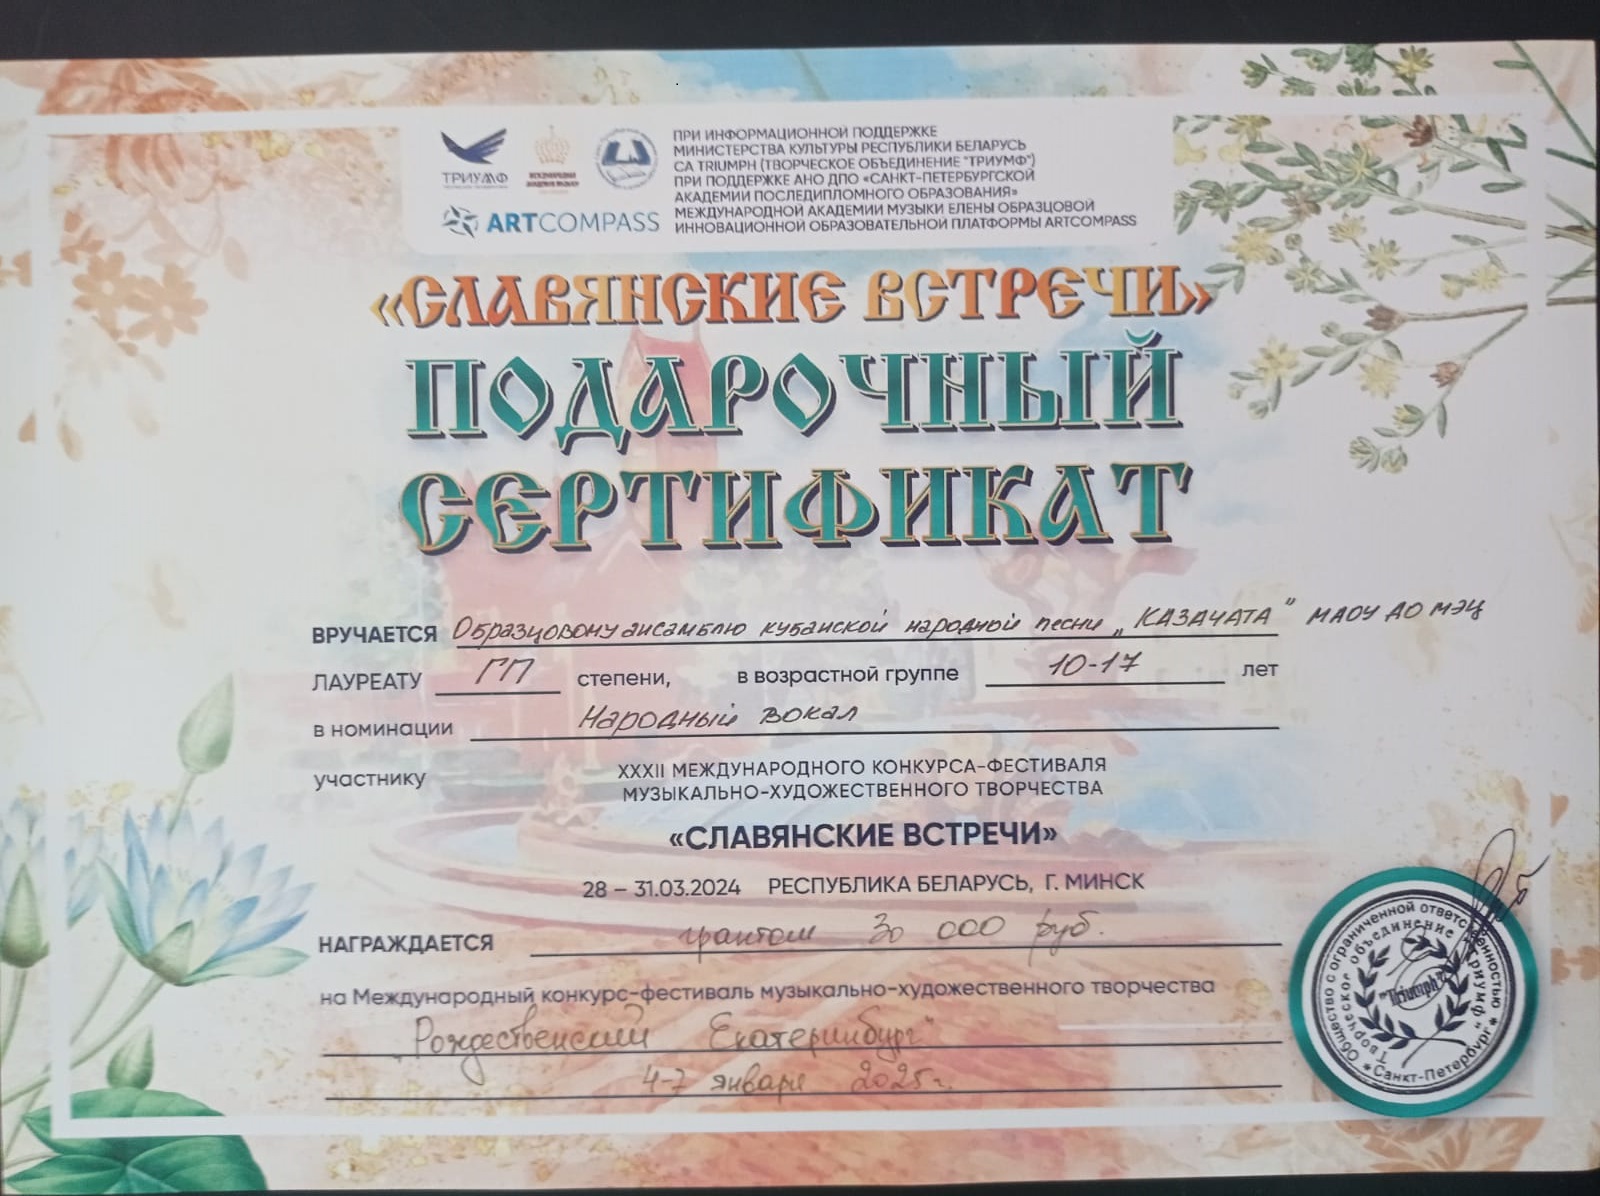 ТРИУМФ
ARTCOMPASS
ПРИ ИНФОРМАЦИОННОЙ ПОДДЕРЖКЕ
МИНИСТЕРСТВА КУЛЬТУРЫ РЕСПУБЛИКИ БЕЛАРУСЬ
CA TRIUMPH (ТВОРЧЕСКОЕ ОБЪЕДИНЕНИЕ "ТРИУМФ")
ПРИ ПОДДЕРЖКЕ АНО ДПО «САНКТ-ПЕТЕРБУРГСКОЙ
АКАДЕМИИ ПОСЛЕДИПЛОМНОГО ОБРАЗОВАНИЯ»
МЕЖДУНАРОДНОЙ АКАДЕМИИ МУЗЫКИ ЕЛЕНЫ ОБРАЗЦОВОЙ
ИННОВАЦИОННОЙ ОБРАЗОВАТЕЛЬНОЙ ПЛАТФОРМЫ ARTCOMPASS
«СЛАВЯНСКИЕ ВСТРЕЧИ»
ПОДАРОЧНЫЙ
СЕРТИФИКАТ
ВРУЧАЕТСЯ Образцовому ансамблю кубанской народной песни „КАЗАЧАТА" МАОУ ДО МЭЦ
ЛАУРЕАТУ ГП степени, в возрастной группе 10-17 лет
в номинации Народный вокал
участнику XXXII МЕЖДУНАРОДНОГО КОНКУРСА-ФЕСТИВАЛЯ
МУЗЫКАЛЬНО-ХУДОЖЕСТВЕННОГО ТВОРЧЕСТВА
«СЛАВЯНСКИЕ ВСТРЕЧИ»
28 – 31.03.2024 РЕСПУБЛИКА БЕЛАРУСЬ, Г. МИНСК
НАГРАЖДАЕТСЯ грантом 30 000 руб.
на Международный конкурс-фестиваль музыкально-художественного творчества
„Рождественский Екатеринбург"
4-7 января 2025 г.
Общество с ограниченной ответственностью
Творческое объединение "Триумф"
"Triumph"
* Санкт-Петербург *